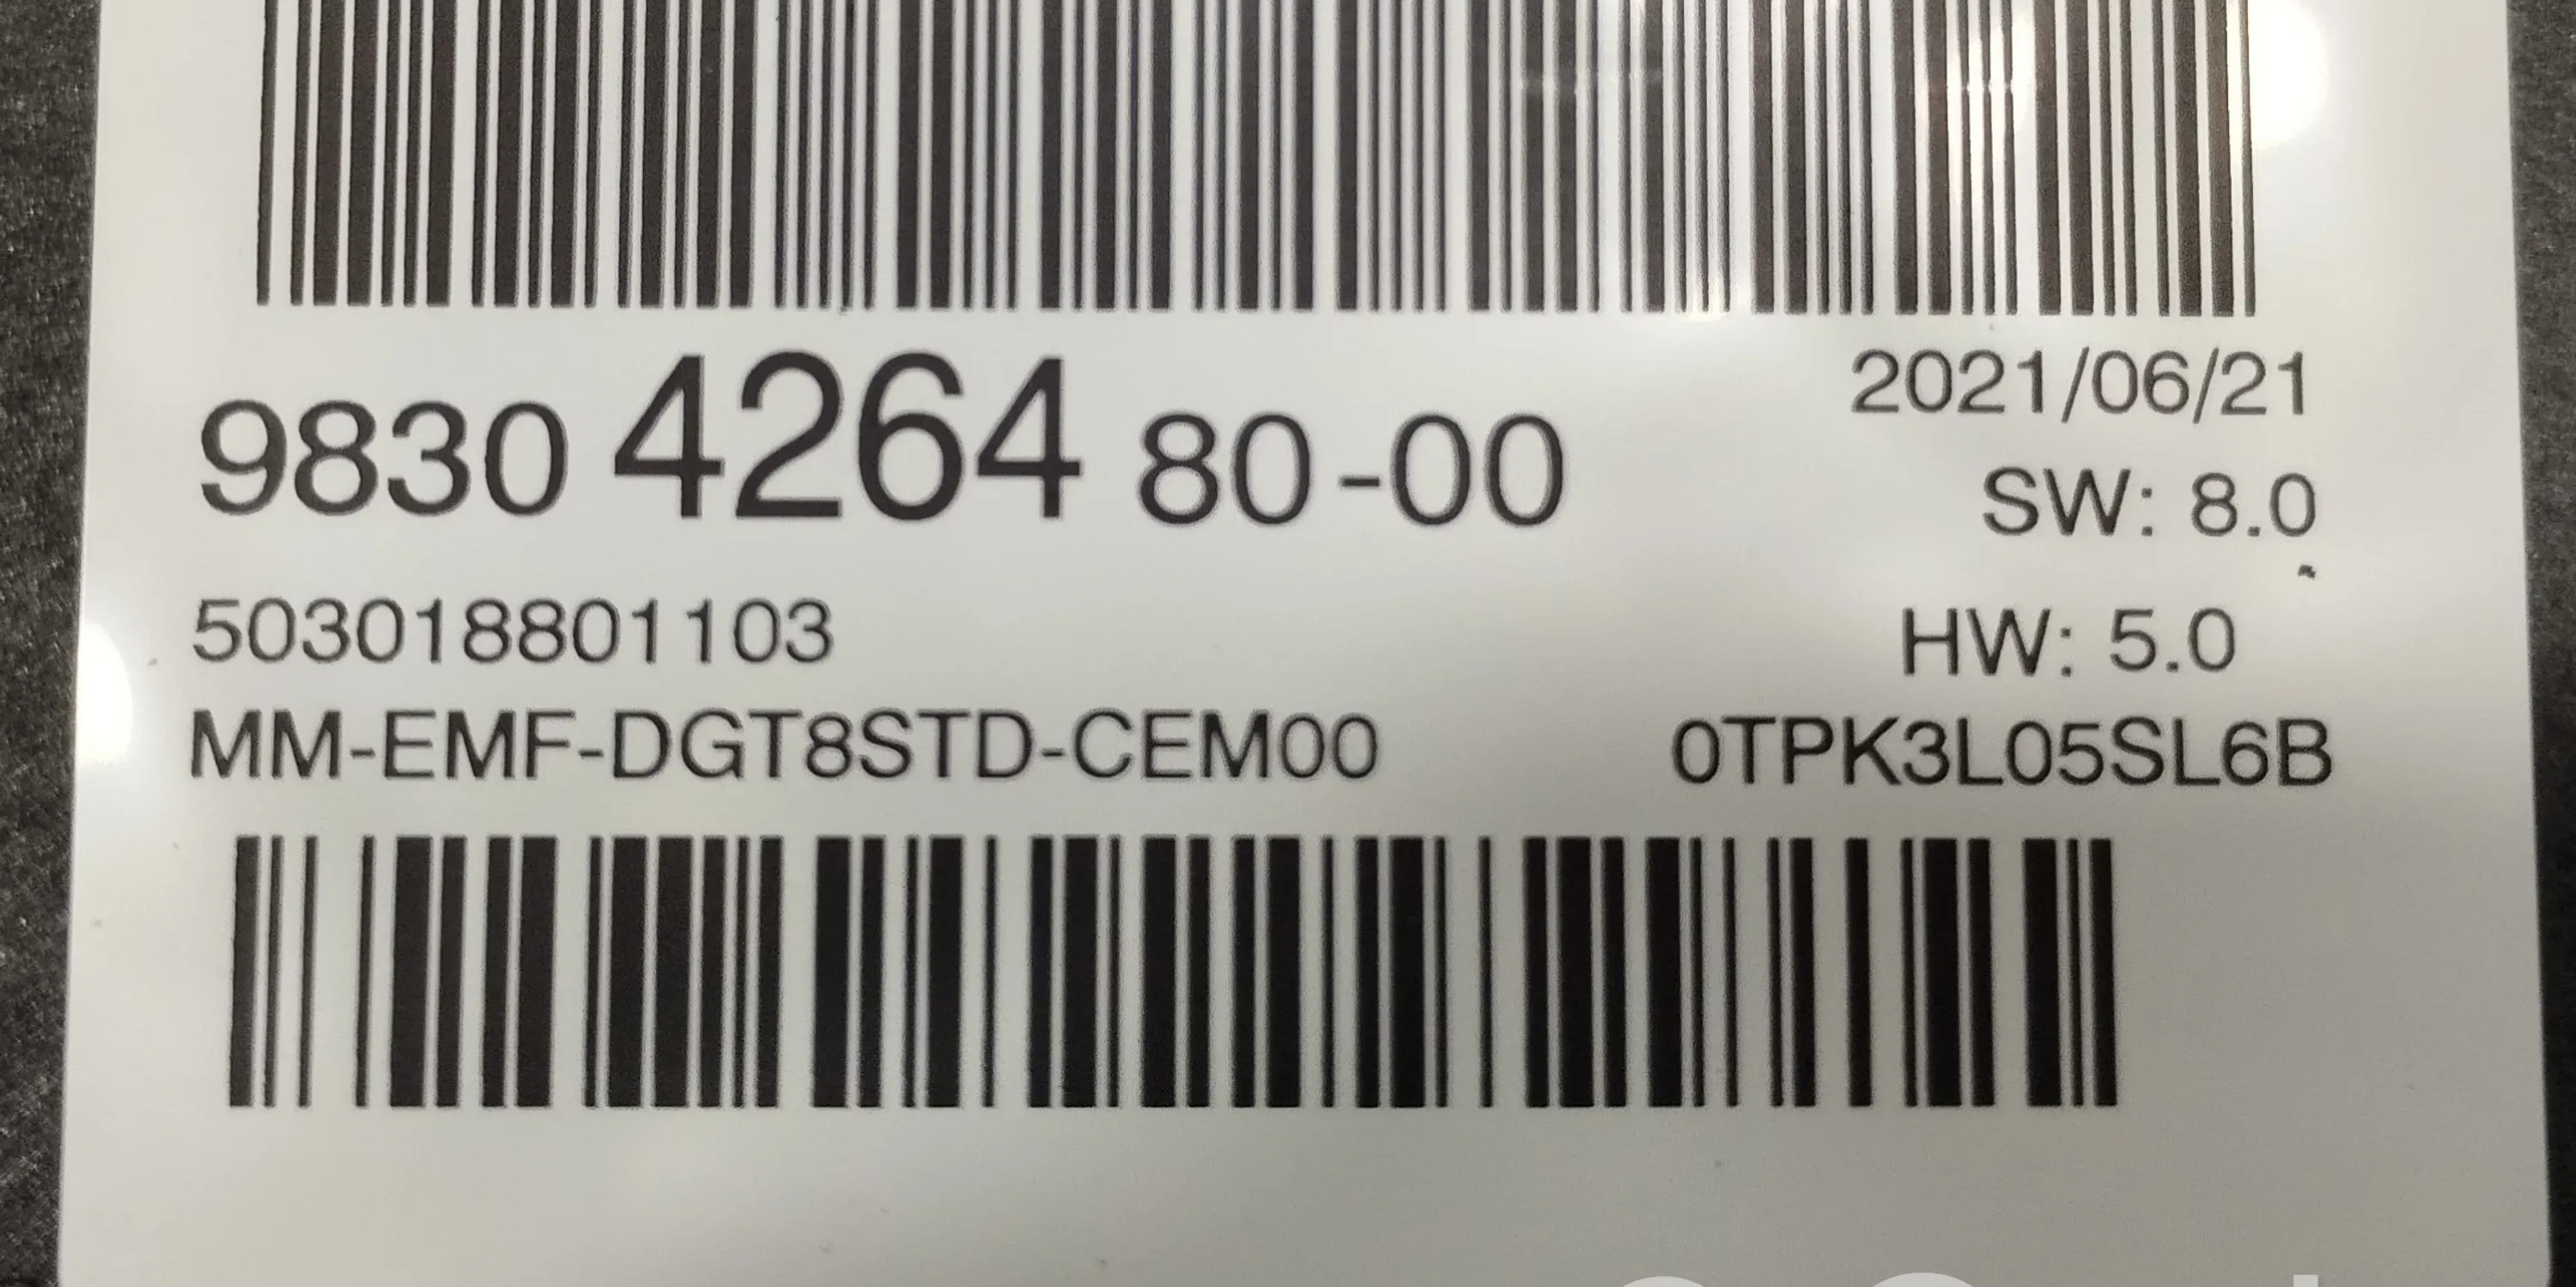 9830 4264 80-00
2021/06/21
SW: 8.0
503018801103
HW: 5.0
MM-EMF-DGT8STD-CEM00
0TPK3L05SL6B